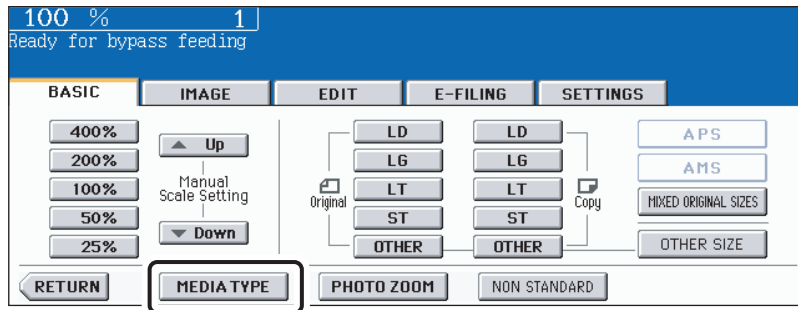 100 % 1
Ready for bypass feeding
BASIC IMAGE EDIT E-FILING SETTINGS
400% Up LD LD APS
200% LG LG AMS
100% Manual Scale Setting Original LT LT Copy MIXED ORIGINAL SIZES
50% Down ST ST
25% OTHER OTHER OTHER SIZE
RETURN MEDIA TYPE PHOTO ZOOM NON STANDARD